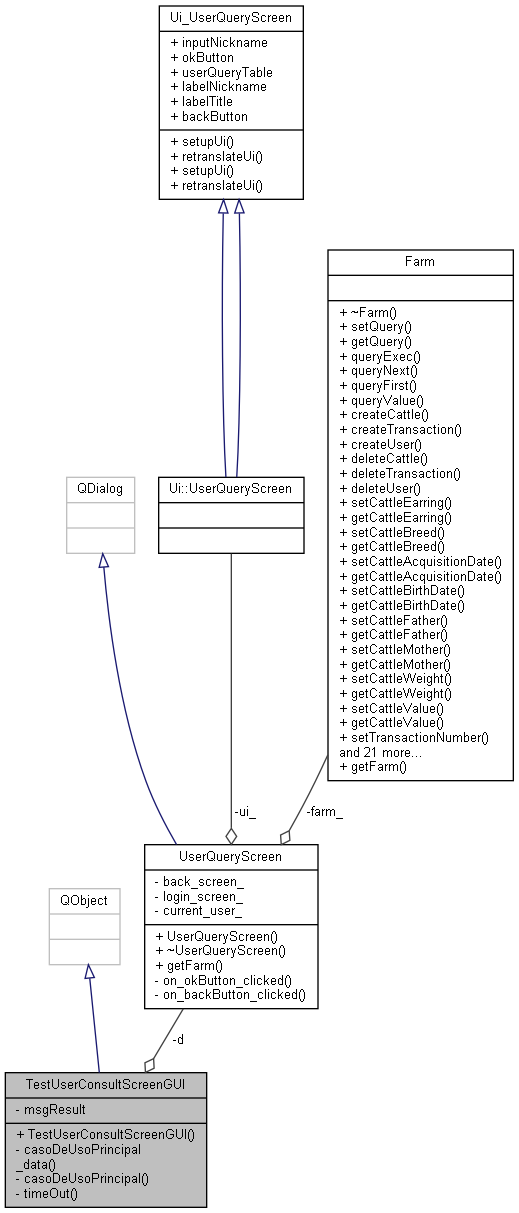 Ui_UserQueryScreen
+ inputNickname
+ okButton
+ userQueryTable
+ labelNickname
+ labelTitle
+ backButton
+ setupUi()
+ retranslateUi()
+ setupUi()
+ retranslateUi()
Farm
+ ~Farm()
+ setQuery()
+ getQuery()
+ queryExec()
+ queryNext()
+ queryFirst()
+ queryValue()
+ createCattle()
+ createTransaction()
+ createUser()
+ deleteCattle()
+ deleteTransaction()
+ deleteUser()
+ setCattleEarring()
+ getCattleEarring()
+ setCattleBreed()
+ getCattleBreed()
+ setCattleAcquisitionDate()
+ getCattleAcquisitionDate()
+ setCattleBirthDate()
+ getCattleBirthDate()
+ setCattleFather()
+ getCattleFather()
+ setCattleMother()
+ getCattleMother()
+ setCattleWeight()
+ getCattleWeight()
+ setCattleValue()
+ getCattleValue()
+ setTransactionNumber()
and 21 more...
+ getFarm()
QDialog
Ui::UserQueryScreen
-ui_
-farm_
UserQueryScreen
- back_screen_
- login_screen_
- current_user_
+ UserQueryScreen()
+ ~UserQueryScreen()
+ getFarm()
- on_okButton_clicked()
- on_backButton_clicked()
QObject
-d
TestUserConsultScreenGUI
- msgResult
+ TestUserConsultScreenGUI()
- casoDeUsoPrincipal
_data()
- casoDeUsoPrincipal()
- timeOut()